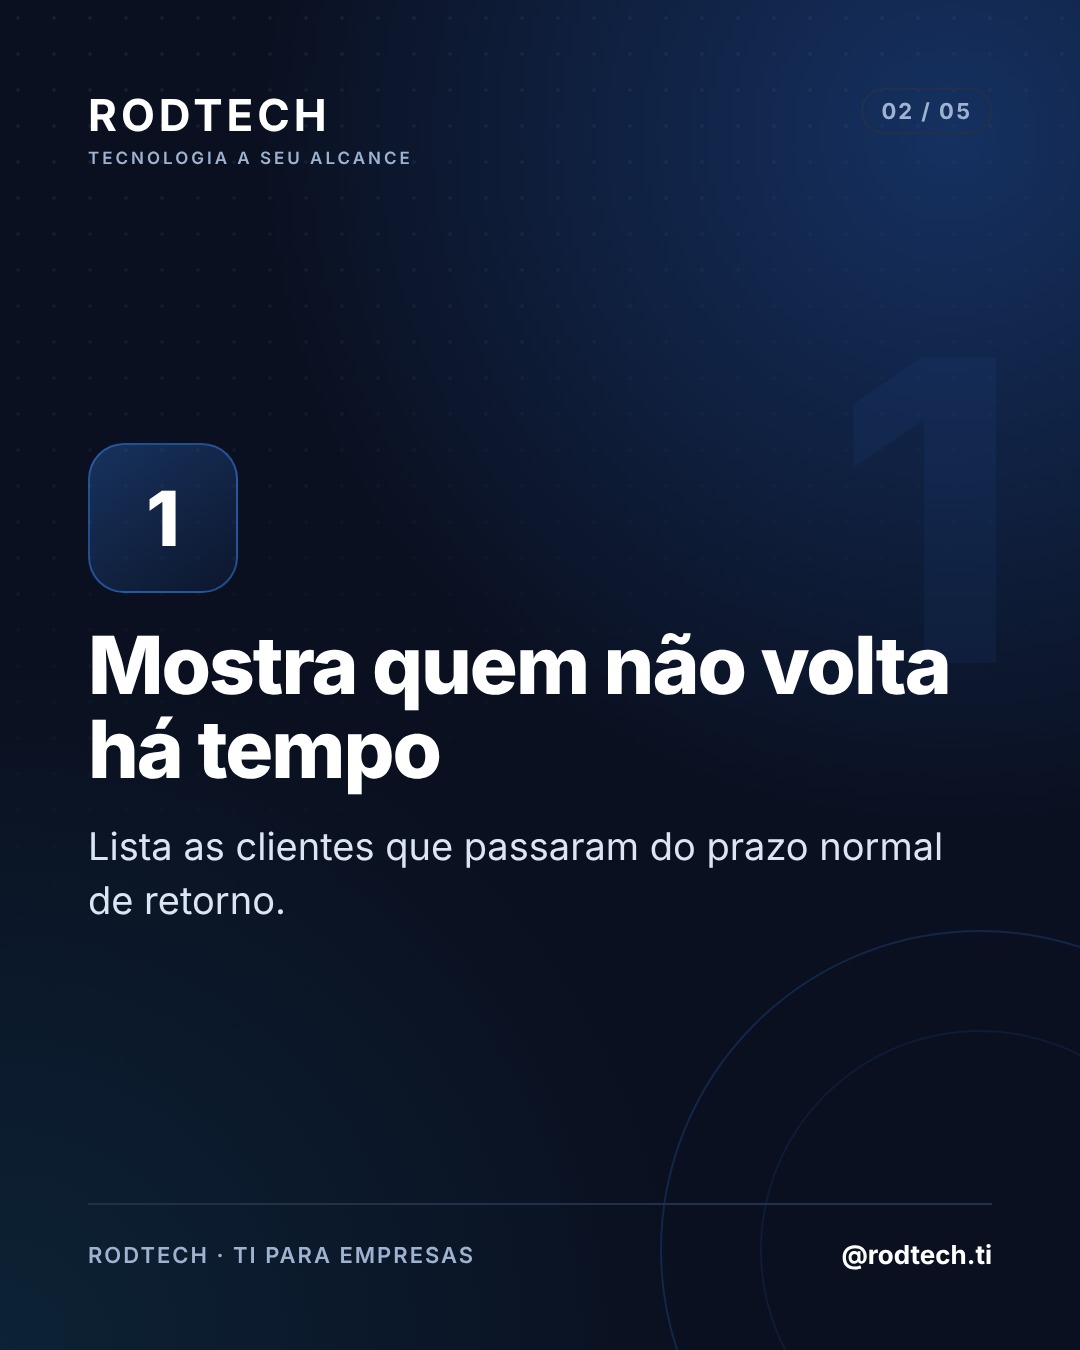 RODTECH
TECNOLOGIA A SEU ALCANCE
02 / 05
1
1
Mostra quem não volta
há tempo
Lista as clientes que passaram do prazo normal
de retorno.
RODTECH · TI PARA EMPRESAS
@rodtech.ti